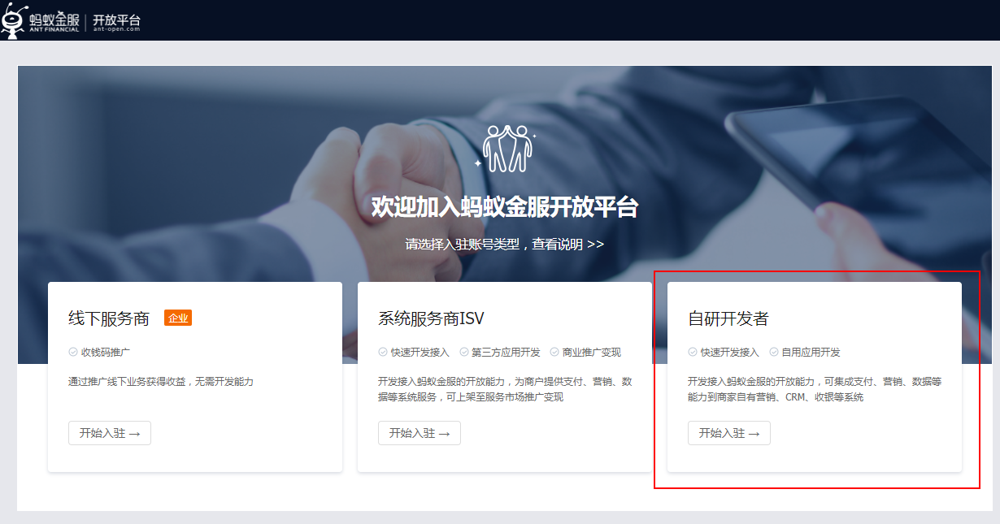 蚂蚁金服 开放平台
ANT FINANCIAL ant-open.com
欢迎加入蚂蚁金服开放平台
请选择入驻账号类型，查看说明 >>
线下服务商 企业
收钱码推广
通过推广线下业务获得收益，无需开发能力
开始入驻 →
系统服务商ISV
快速开发接入 第三方应用开发 商业推广变现
开发接入蚂蚁金服的开放能力，为商户提供支付、营销、数
据等系统服务，可上架至服务市场推广变现
开始入驻 →
自研开发者
快速开发接入 自用应用开发
开发接入蚂蚁金服的开放能力，可集成支付、营销、数据等
能力到商家自有营销、CRM、收银等系统
开始入驻 →